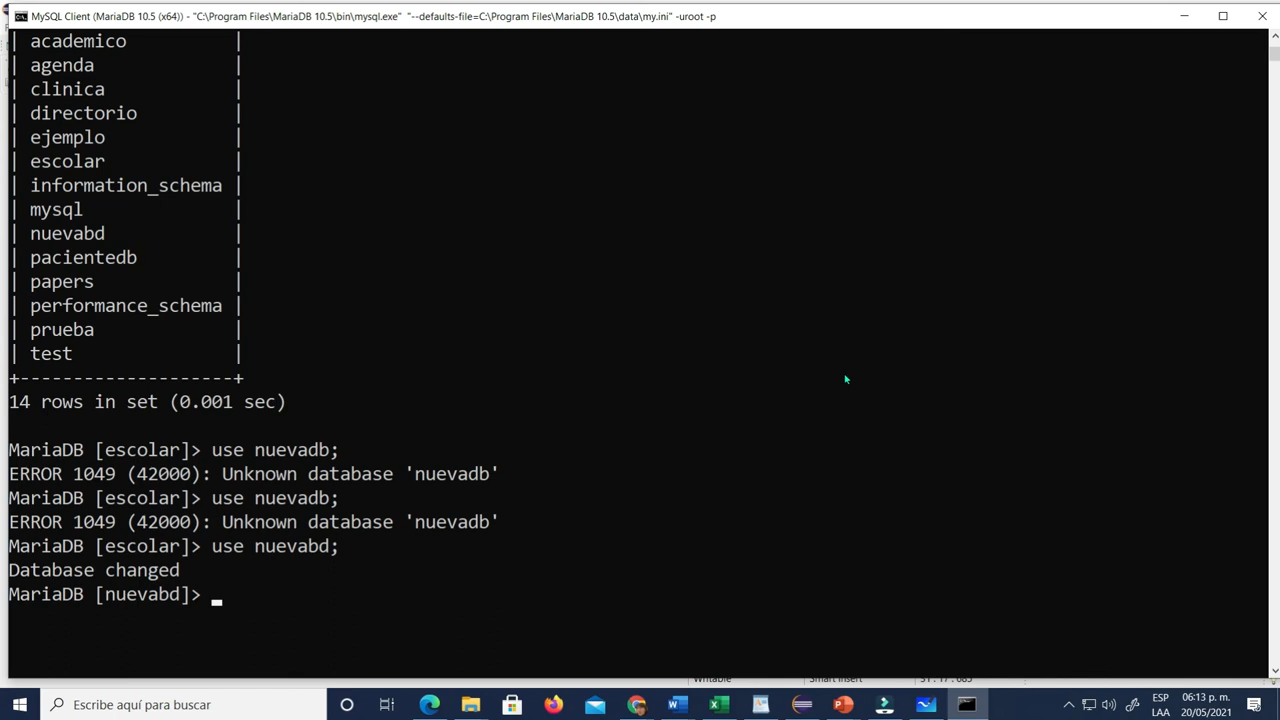 MySQL Client (MariaDB 10.5 (x64)) - "C:\Program Files\MariaDB 10.5\bin\mysql.exe" "--defaults-file=C:\Program Files\MariaDB 10.5\data\my.ini" -uroot -p
| academico |
| agenda |
| clinica |
| directorio |
| ejemplo |
| escolar |
| information_schema |
| mysql |
| nuevabd |
| pacientedb |
| papers |
| performance_schema |
| prueba |
| test |
+--------------------+
14 rows in set (0.001 sec)
MariaDB [escolar]> use nuevadb;
ERROR 1049 (42000): Unknown database 'nuevadb'
MariaDB [escolar]> use nuevadb;
ERROR 1049 (42000): Unknown database 'nuevadb'
MariaDB [escolar]> use nuevabd;
Database changed
MariaDB [nuevabd]>
Writable Smart Insert
Escribe aquí para buscar
ESP 06:13 p. m.
LAA 20/05/2021